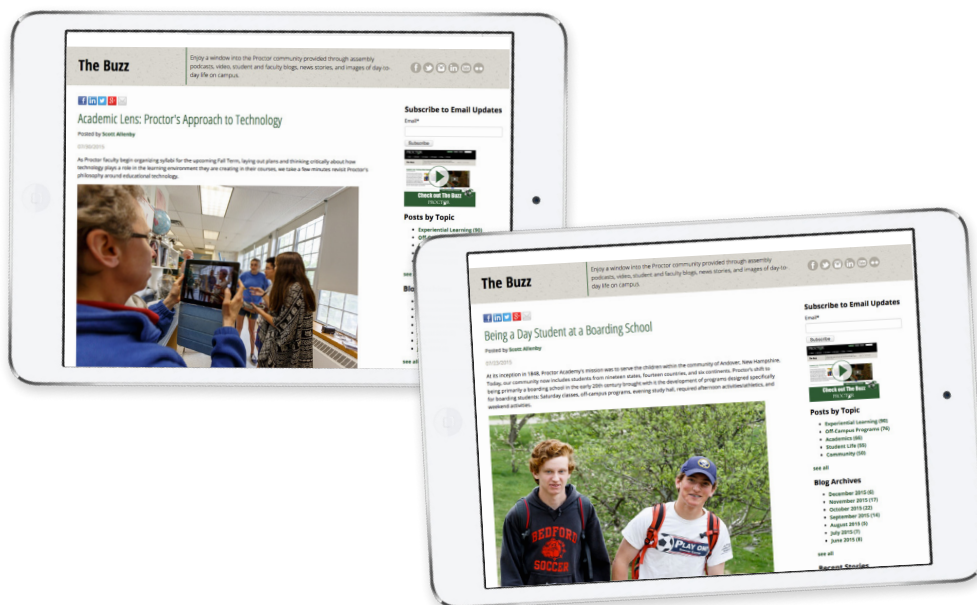 The Buzz
Enjoy a window into the Proctor community provided through assembly
podcasts, video, student and faculty blogs, news stories, and images of day-to-
day life on campus.
Academic Lens: Proctor's Approach to Technology
Posted by Scott Allenby
As Proctor faculty begin organizing syllabi for the upcoming Fall Term, laying out plans and thinking critically about how
technology plays a role in the learning environment they are creating in their courses, we take a few minutes revisit Proctor's
philosophy around educational technology.
Subscribe to Email Updates
Email*
Subscribe
Check out The Buzz
PROCTOR
Posts by Topic
Experiential Learning (90)
see
Blo
see all
The Buzz
Enjoy a window into the Proctor community provided through assembly
podcasts, video, student and faculty blogs, news stories, and images of day-to-
day life on campus.
Being a Day Student at a Boarding School
Posted by Scott Allenby
At its inception in 1848, Proctor Academy's mission was to serve the children within the community of Andover, New Hampshire.
Today, our community now includes students from nineteen states, fourteen countries, and six continents. Proctor's shift to
being primarily a boarding school in the early 20th century brought with it the development of programs designed specifically
for boarding students: Saturday classes, off-campus programs, evening study hall, required afternoon activities/athletics, and
weekend activities.
BEDFORD
SOCCER
PLAY ON!
Subscribe to Email Updates
Email*
Subscribe
Check out The Buzz
PROCTOR
Posts by Topic
Experiential Learning (90)
Off-Campus Programs (76)
Academics (66)
Student Life (59)
Community (50)
see all
Blog Archives
December 2015 (6)
November 2015 (17)
October 2015 (22)
September 2015 (14)
August 2015 (5)
July 2015 (7)
June 2015 (8)
see all
Recent Stories